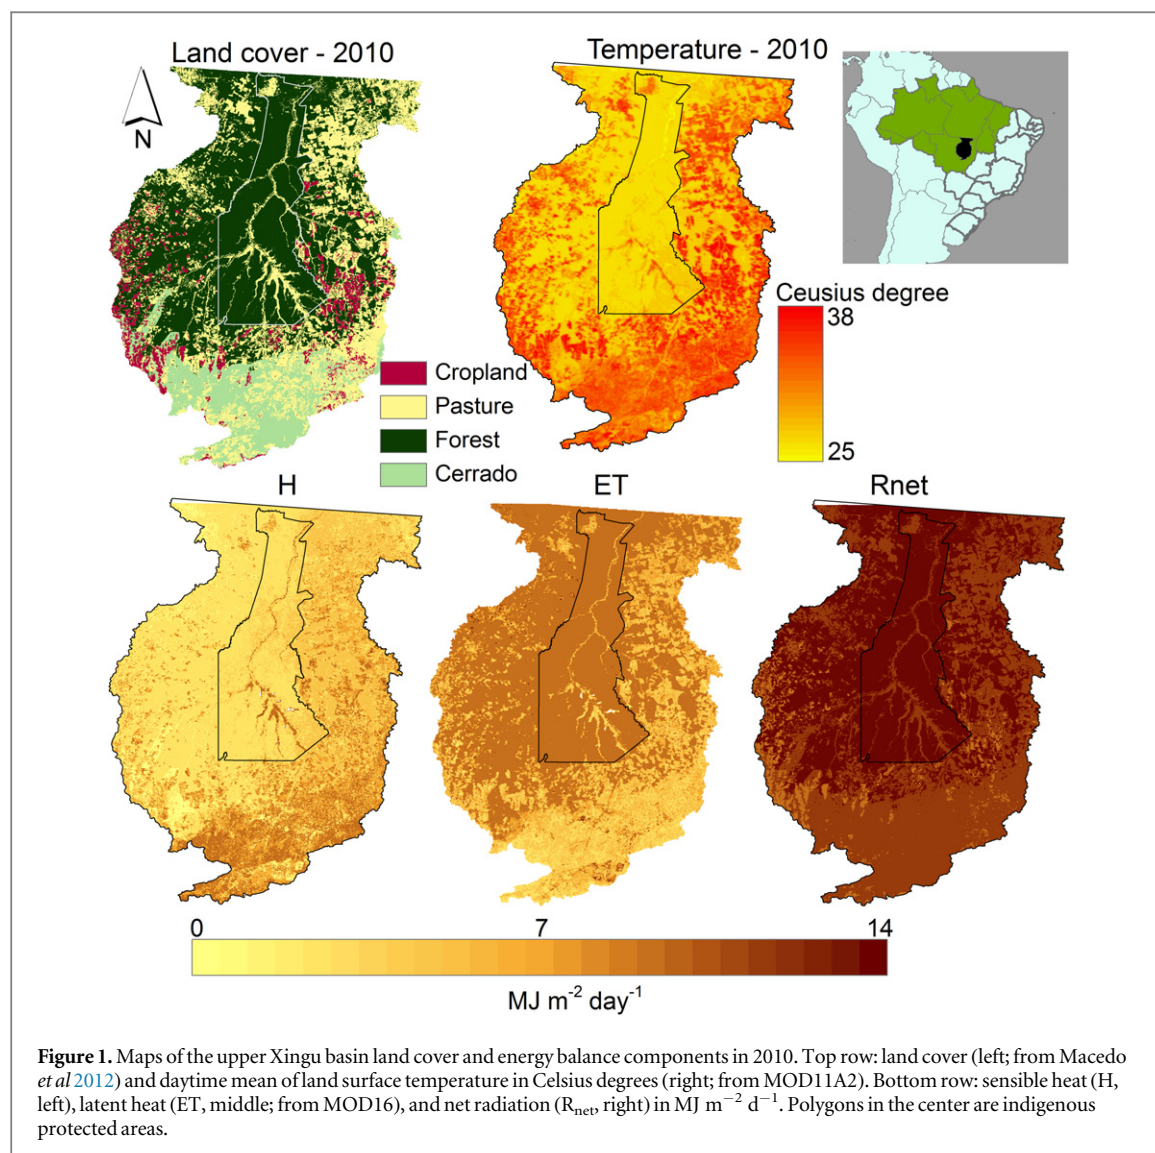 Land cover - 2010
Temperature - 2010
N
Ceusius degree
38
25
Cropland
Pasture
Forest
Cerrado
H
ET
Rnet
0
7
14
MJ m⁻² day⁻¹
Figure 1. Maps of the upper Xingu basin land cover and energy balance components in 2010. Top row: land cover (left; from Macedo
et al 2012) and daytime mean of land surface temperature in Celsius degrees (right; from MOD11A2). Bottom row: sensible heat (H,
left), latent heat (ET, middle; from MOD16), and net radiation (Rnet, right) in MJ m⁻² d⁻¹. Polygons in the center are indigenous
protected areas.